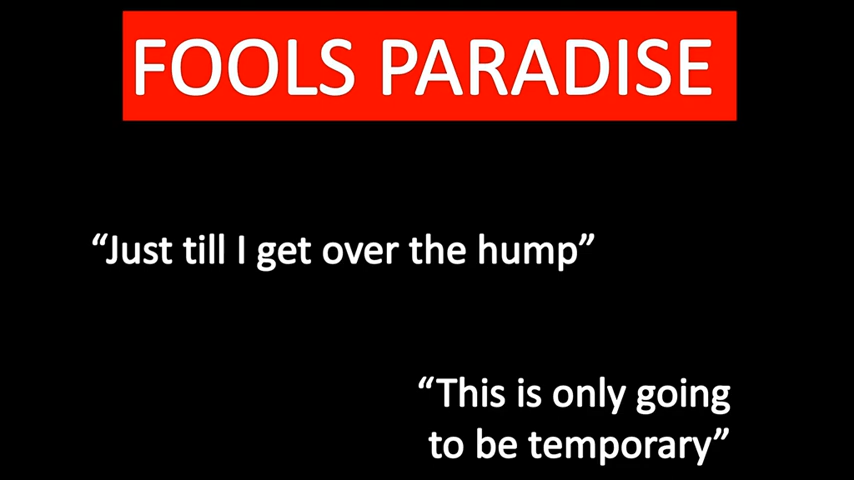 FOOLS PARADISE
“Just till I get over the hump”
“This is only going
to be temporary”